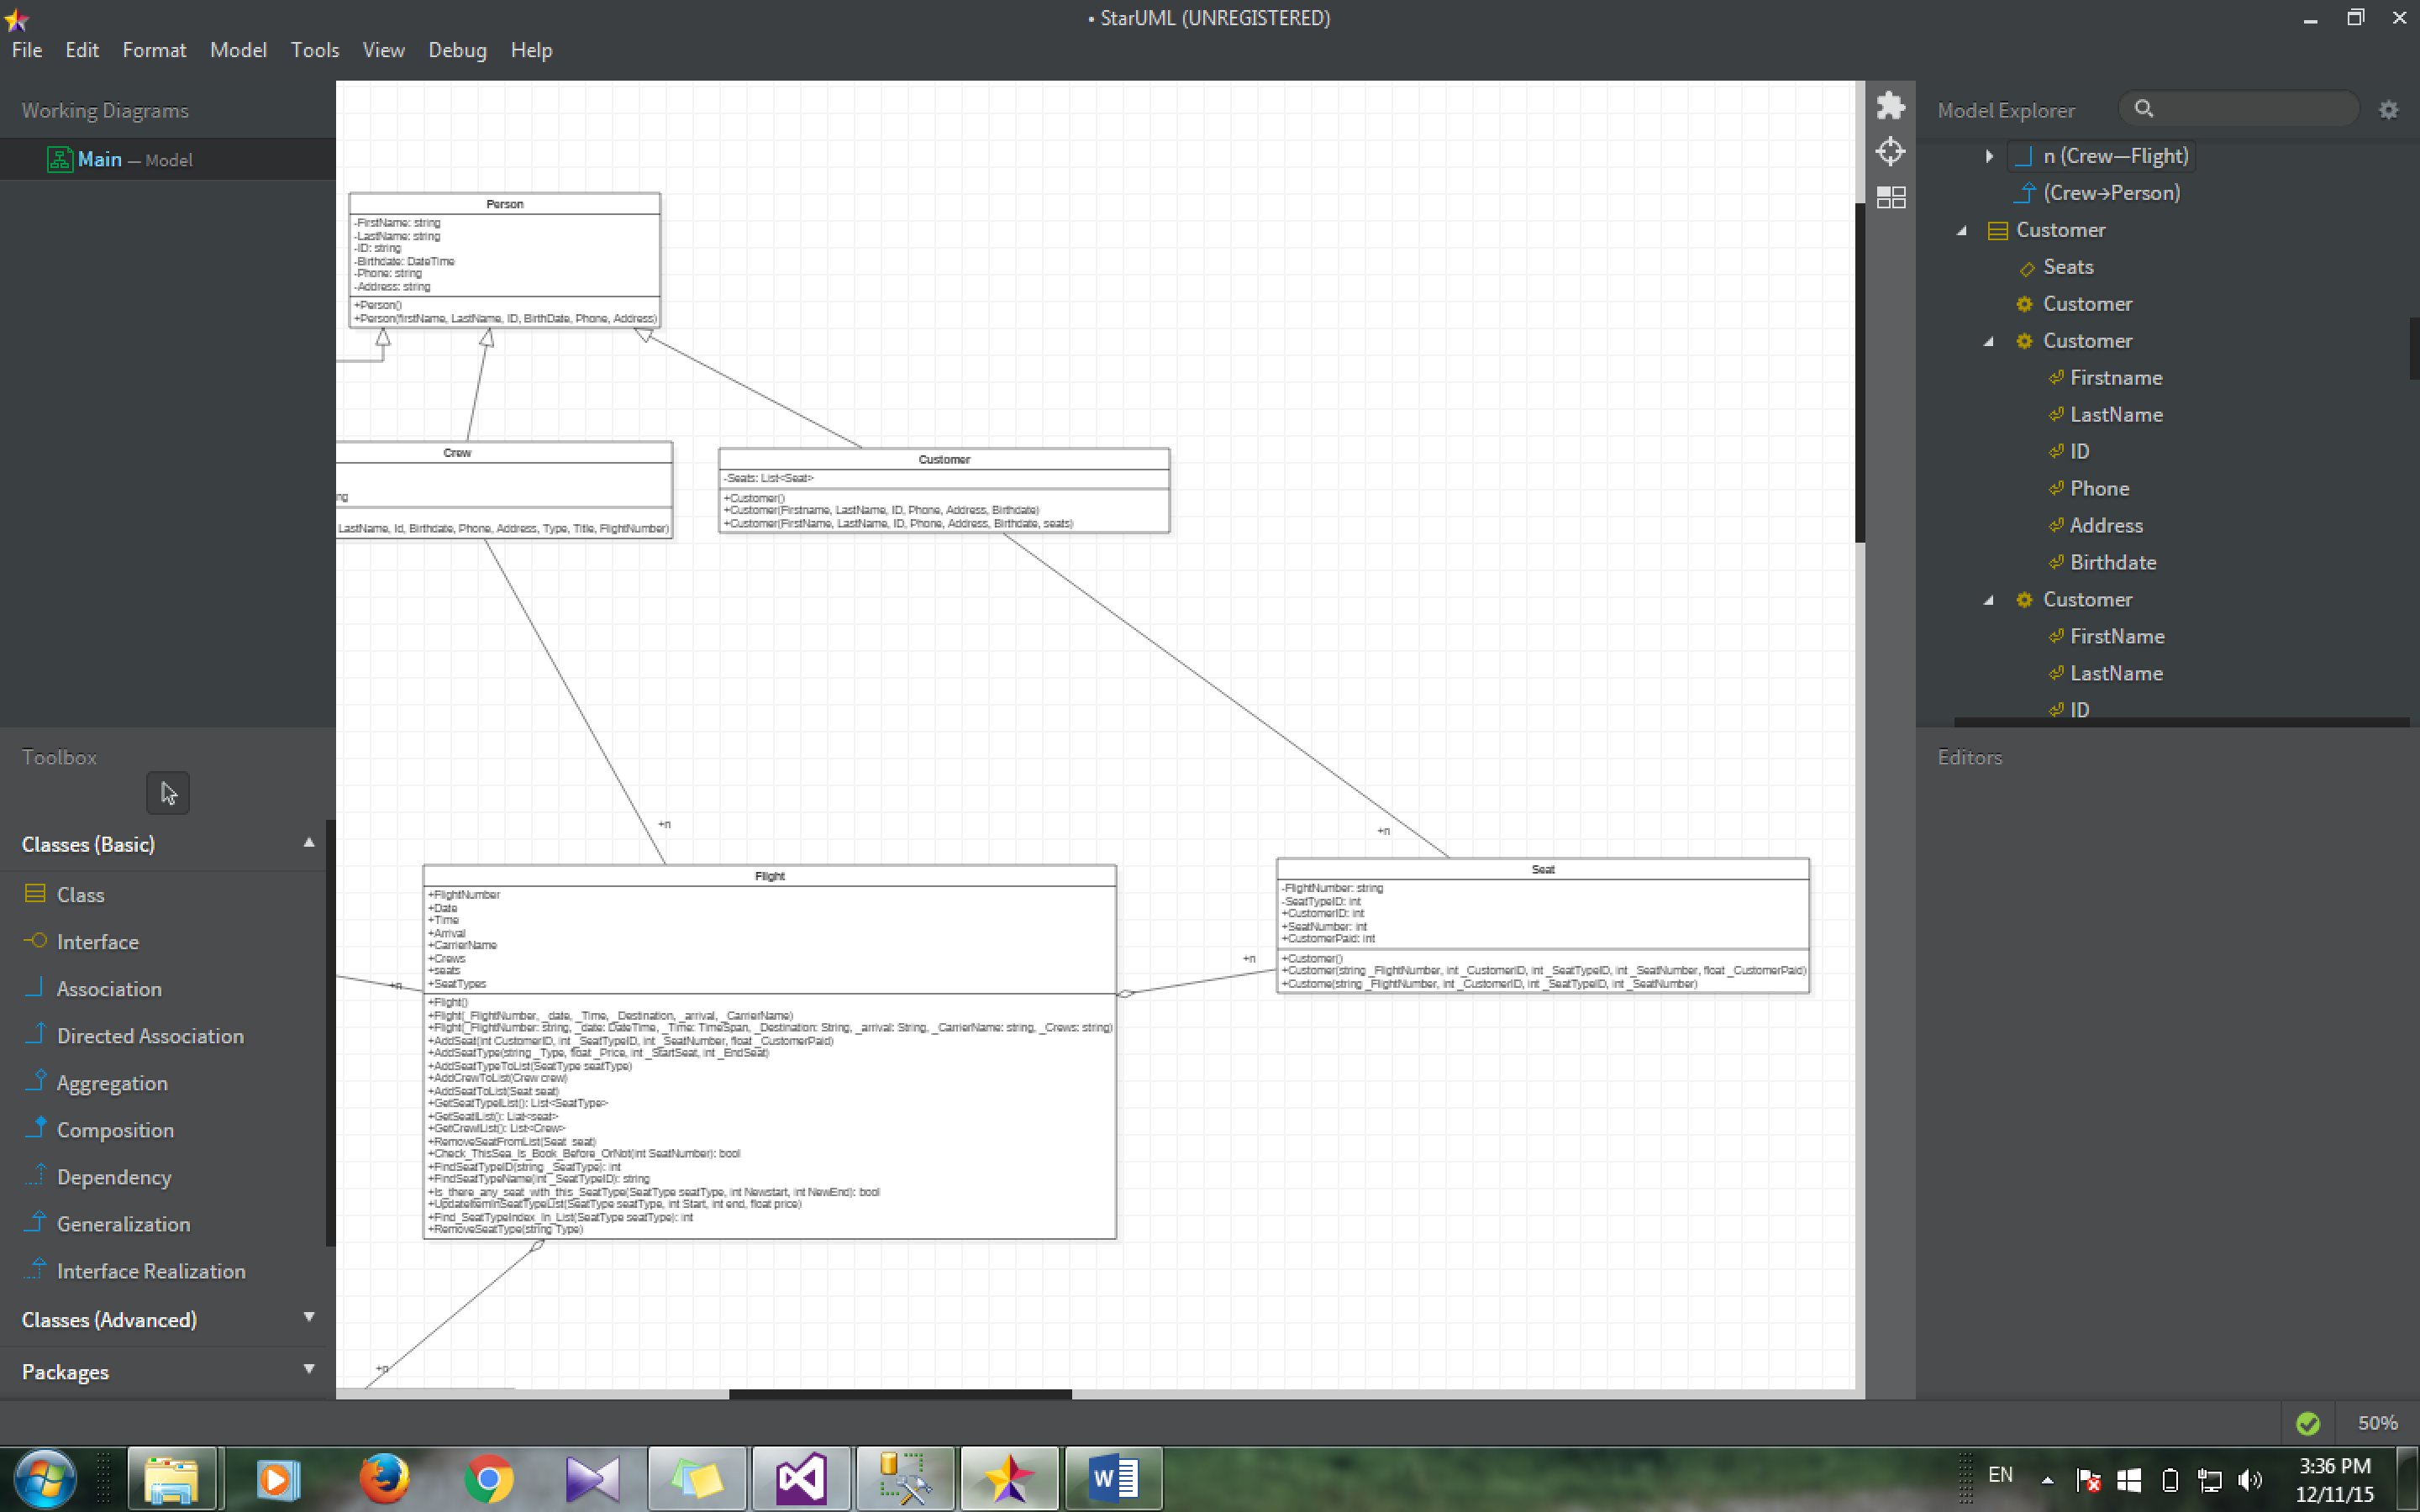 • StarUML (UNREGISTERED)
File Edit Format Model Tools View Debug Help
Working Diagrams
Main — Model
Toolbox
Classes (Basic)
Class
Interface
Association
Directed Association
Aggregation
Composition
Dependency
Generalization
Interface Realization
Classes (Advanced)
Packages
Person
-FirstName: string
-LastName: string
-ID: string
-Birthdate: DateTime
-Phone: string
-Address: string
+Person()
+Person(firstName, LastName, ID, BirthDate, Phone, Address)
Crew
ng
LastName, Id, Birthdate, Phone, Address, Type, Title, FlightNumber)
Customer
-Seats: List<Seat>
+Customer()
+Customer(Firstname, LastName, ID, Phone, Address, Birthdate)
+Customer(FirstName, LastName, ID, Phone, Address, Birthdate, seats)
+n
+n
Flight
+FlightNumber
+Date
+Time
+Arrival
+CarrierName
+Crews
+seats
+SeatTypes
+Flight()
+Flight(_FlightNumber, _date, _Time, _Destination, _arrival, _CarrierName)
+Flight(_FlightNumber: string, _date: DateTime, _Time: TimeSpan, _Destination: String, _arrival: String, _CarrierName: string, _Crews: string)
+AddSeat(int CustomerID, int _SeatTypeID, int _SeatNumber, float _CustomerPaid)
+AddSeatType(string _Type, float _Price, int _StartSeat, int _EndSeat)
+AddSeatTypeToList(SeatType seatType)
+AddCrewToList(Crew crew)
+AddSeatToList(Seat seat)
+GetSeatTypelList(): List<SeatType>
+GetSeatlList(): Liat<seat>
+GetCrewlList(): List<Crew>
+RemoveSeatFromList(Seat seat)
+Check_ThisSea_Is_Book_Before_OrNot(int SeatNumber): bool
+FindSeatTypeID(string _SeatType): int
+FindSeatTypeName(int _SeatTypeID): string
+Is_there_any_seat_with_this_SeatType(SeatType seatType, int Newstart, int NewEnd): bool
+UpdateItemInSeatTypeList(SeatType seatType, int Start, int end, float price)
+Find_SeatTypeIndex_In_List(SeatType seatType): int
+RemoveSeatType(string Type)
+n
+n
+n
Seat
-FlightNumber: string
-SeatTypeID: int
+CustomerID: int
+SeatNumber: int
+CustomerPaid: int
+Customer()
+Customer(string _FlightNumber, int _CustomerID, int _SeatTypeID, int _SeatNumber, float _CustomerPaid)
+Custome(string _FlightNumber, int _CustomerID, int _SeatTypeID, int _SeatNumber)
Model Explorer
n (Crew—Flight)
(Crew→Person)
Customer
Seats
Customer
Customer
Firstname
LastName
ID
Phone
Address
Birthdate
Customer
FirstName
LastName
ID
Editors
50%
EN
3:36 PM
12/11/15